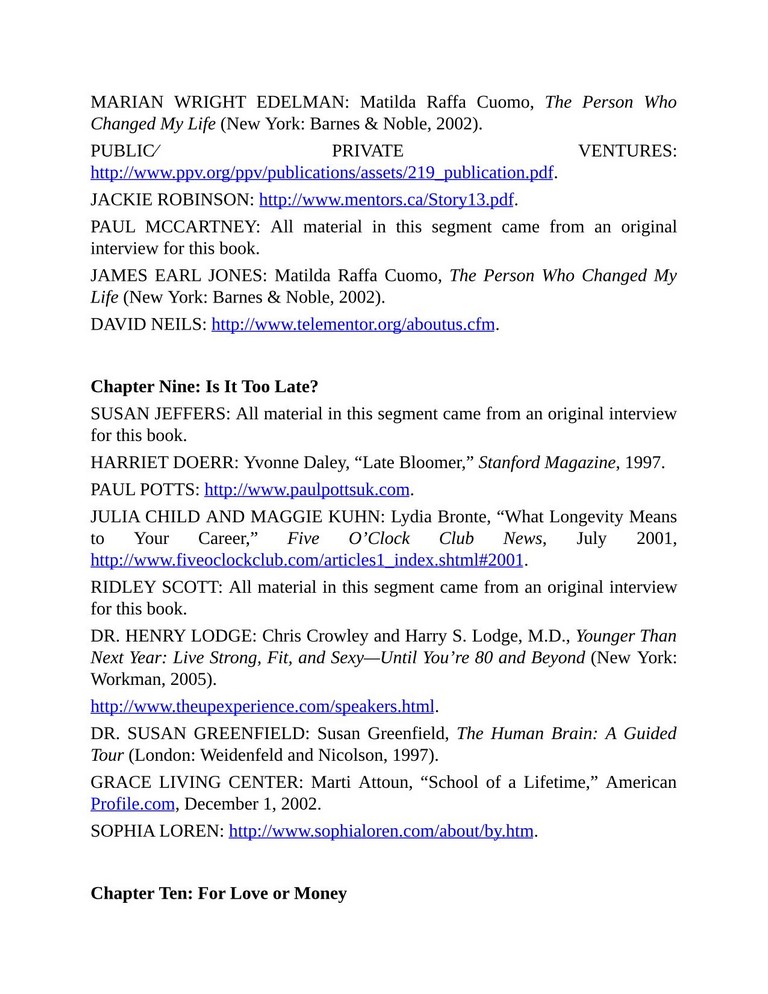 MARIAN WRIGHT EDELMAN: Matilda Raffa Cuomo, The Person Who
Changed My Life (New York: Barnes & Noble, 2002).
PUBLIC⁄ PRIVATE VENTURES:
http://www.ppv.org/ppv/publications/assets/219_publication.pdf.
JACKIE ROBINSON: http://www.mentors.ca/Story13.pdf.
PAUL MCCARTNEY: All material in this segment came from an original
interview for this book.
JAMES EARL JONES: Matilda Raffa Cuomo, The Person Who Changed My
Life (New York: Barnes & Noble, 2002).
DAVID NEILS: http://www.telementor.org/aboutus.cfm.
Chapter Nine: Is It Too Late?
SUSAN JEFFERS: All material in this segment came from an original interview
for this book.
HARRIET DOERR: Yvonne Daley, “Late Bloomer,” Stanford Magazine, 1997.
PAUL POTTS: http://www.paulpottsuk.com.
JULIA CHILD AND MAGGIE KUHN: Lydia Bronte, “What Longevity Means
to Your Career,” Five O’Clock Club News, July 2001,
http://www.fiveoclockclub.com/articles1_index.shtml#2001.
RIDLEY SCOTT: All material in this segment came from an original interview
for this book.
DR. HENRY LODGE: Chris Crowley and Harry S. Lodge, M.D., Younger Than
Next Year: Live Strong, Fit, and Sexy—Until You’re 80 and Beyond (New York:
Workman, 2005).
http://www.theupexperience.com/speakers.html.
DR. SUSAN GREENFIELD: Susan Greenfield, The Human Brain: A Guided
Tour (London: Weidenfeld and Nicolson, 1997).
GRACE LIVING CENTER: Marti Attoun, “School of a Lifetime,” American
Profile.com, December 1, 2002.
SOPHIA LOREN: http://www.sophialoren.com/about/by.htm.
Chapter Ten: For Love or Money